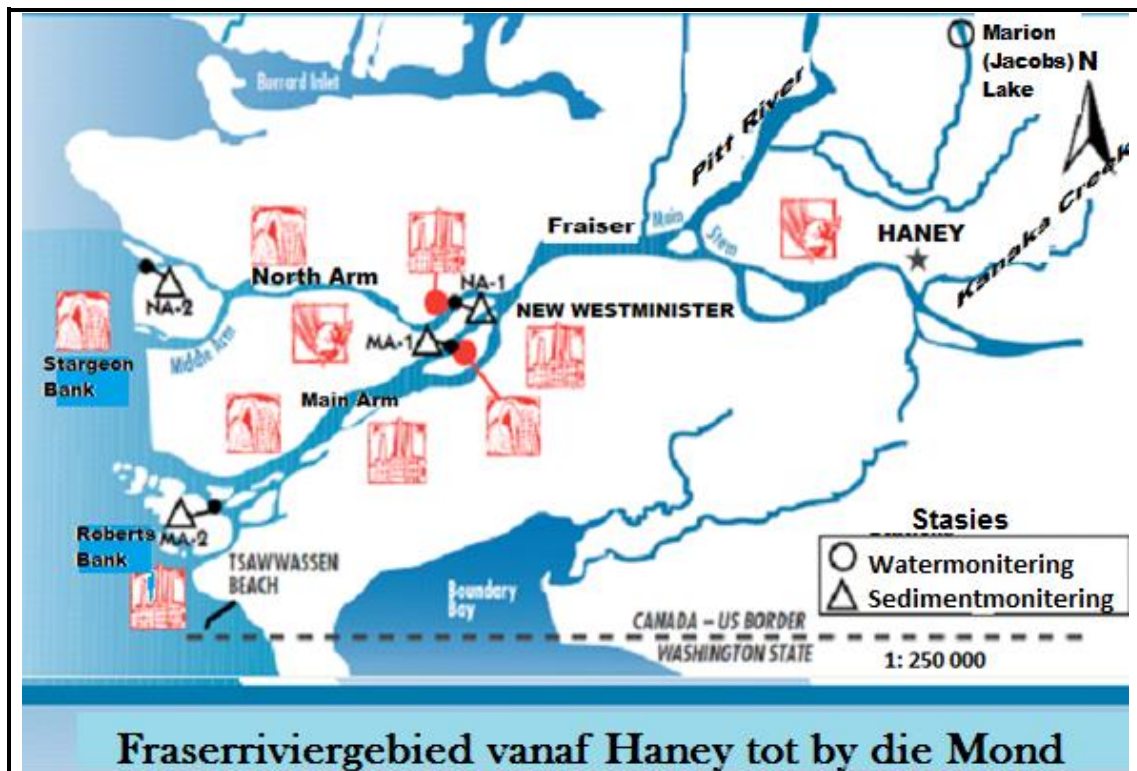 Marion
(Jacobs)
Lake
N
Burrard Inlet
Pitt River
Kanaka Creek
Fraiser
Main
Stem
HANEY
North Arm
NA-1
NEW WESTMINISTER
NA-2
Middle Arm
MA-1
Stargeon
Bank
Main Arm
Roberts
Bank
MA-2
TSAWWASSEN
BEACH
Boundary
Bay
Stasies
Watermonitering
Sedimentmonitering
CANADA – US BORDER
WASHINGTON STATE
1: 250 000
Fraserriviergebied vanaf Haney tot by die Mond